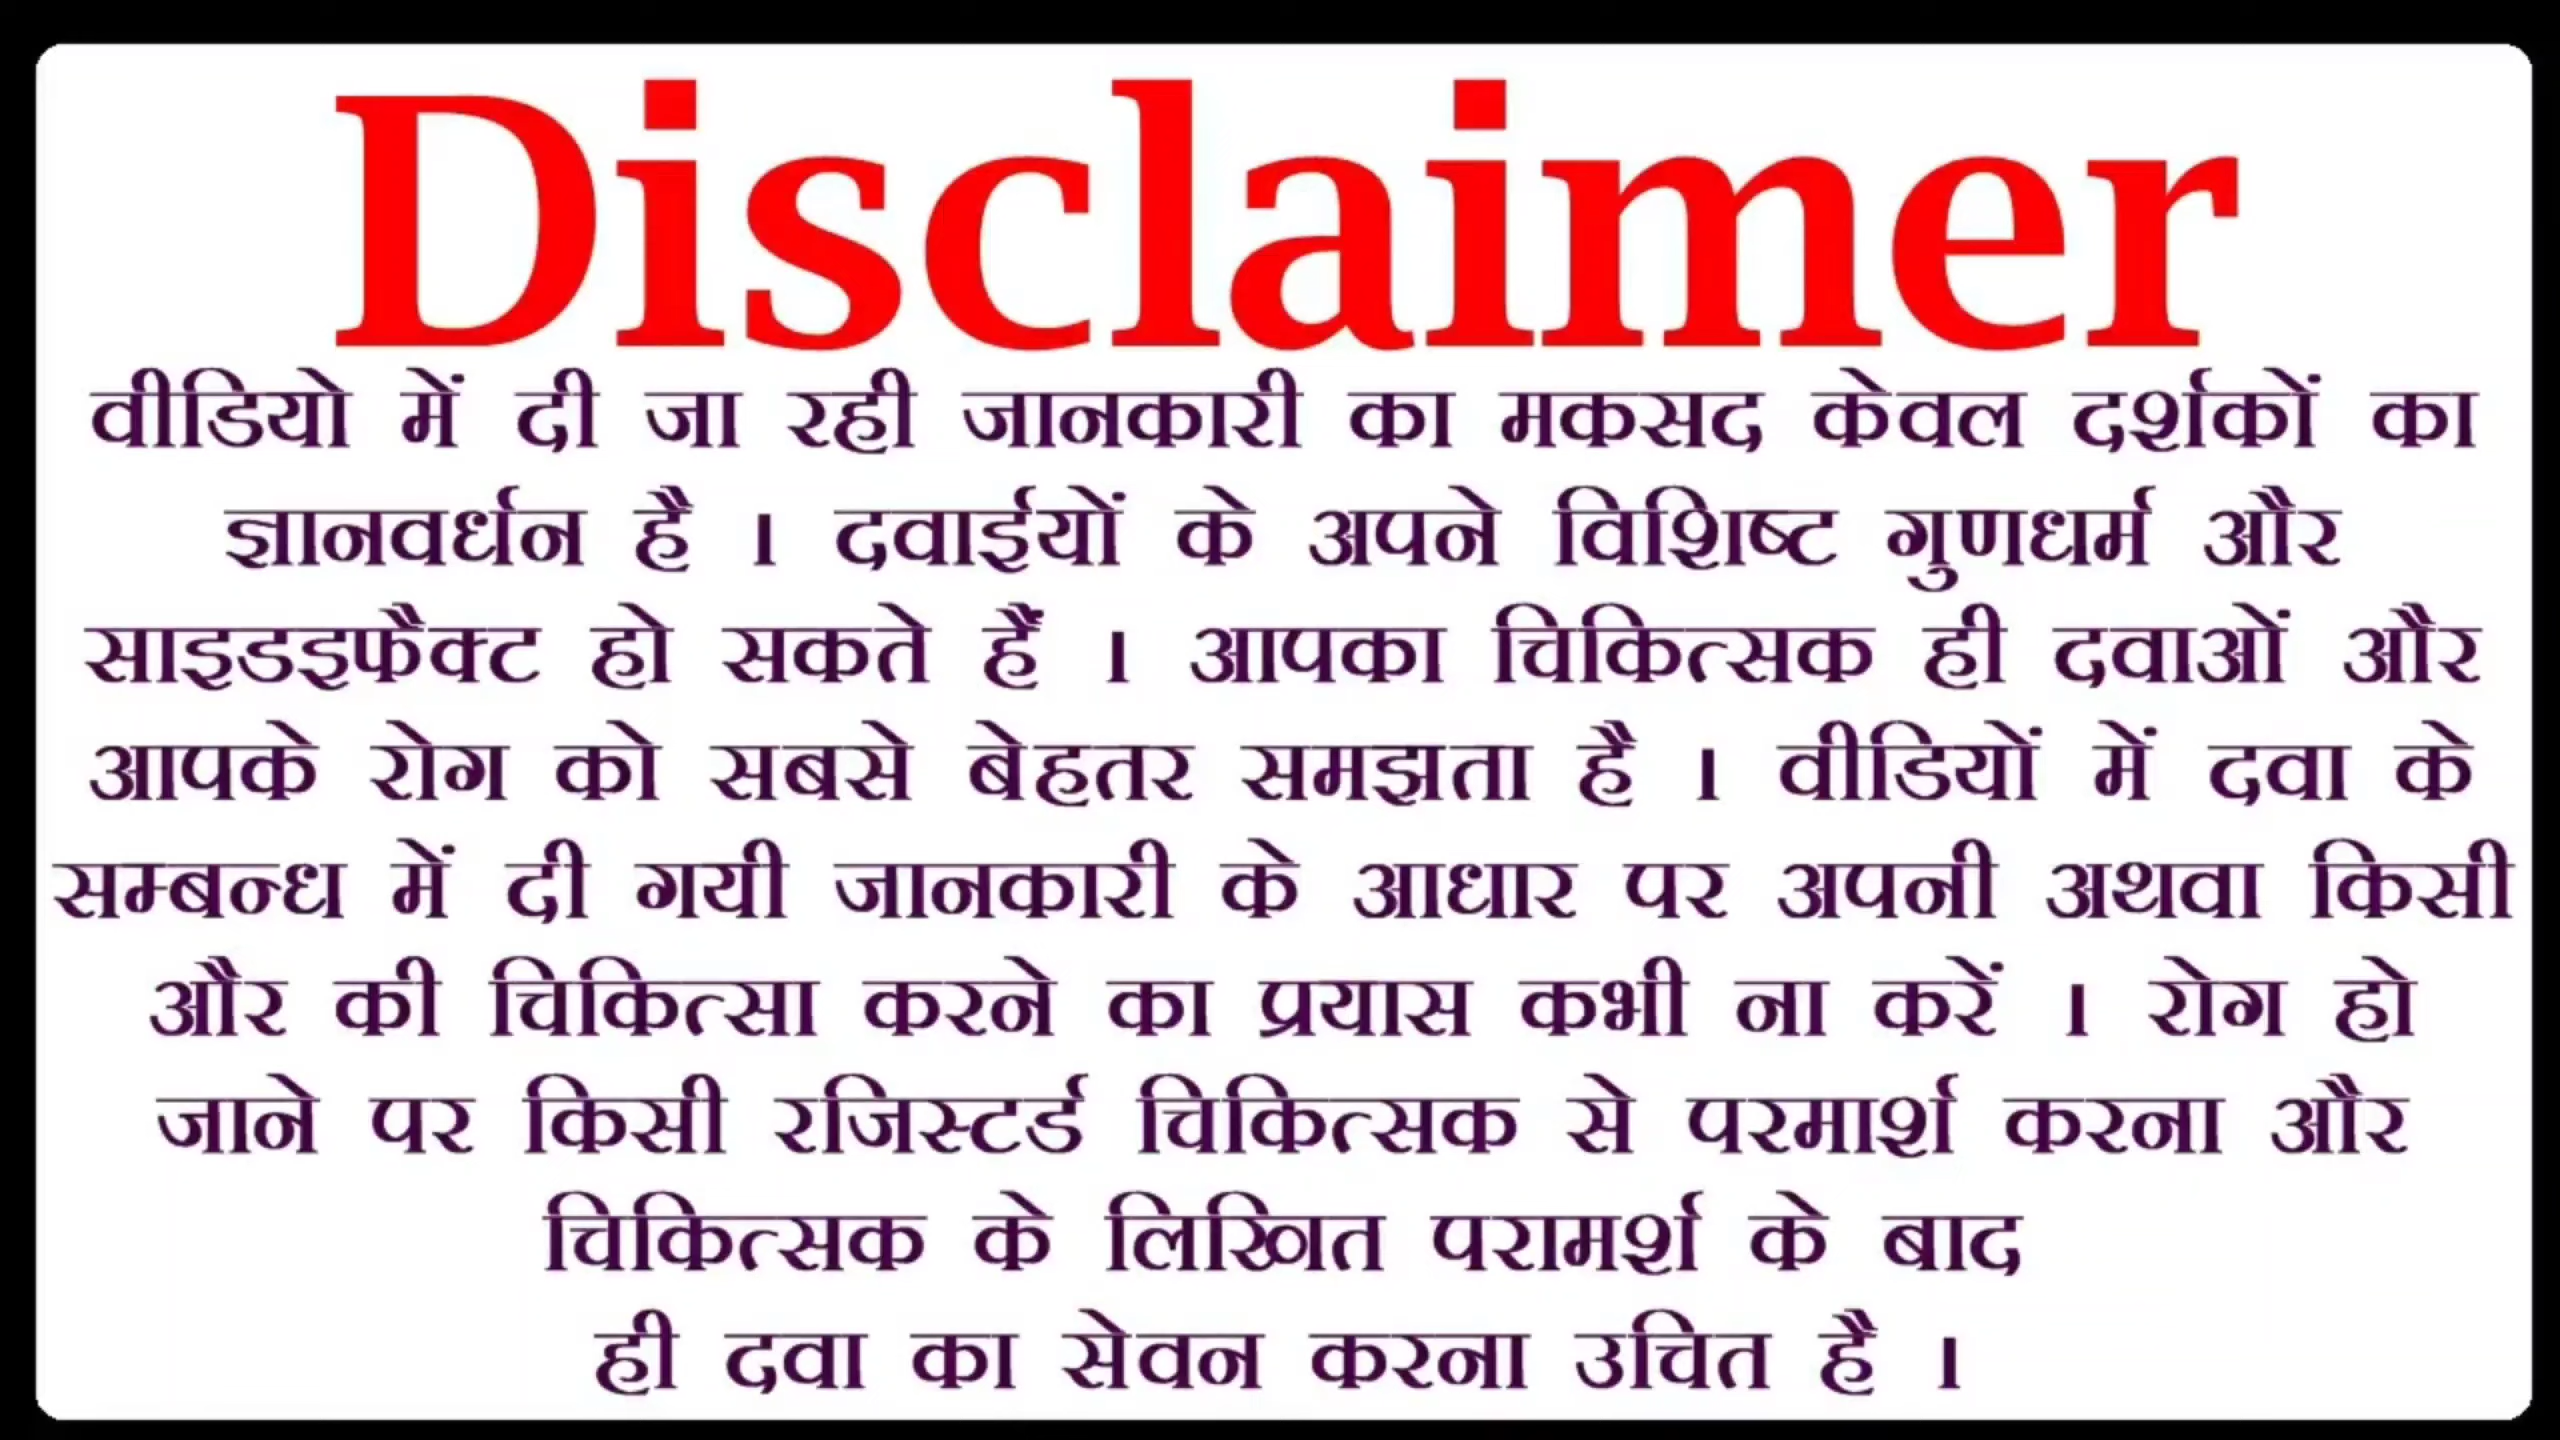 Disclaimer
वीडियो में दी जा रही जानकारी का मकसद केवल दर्शकों का
ज्ञानवर्धन है । दवाईयों के अपने विशिष्ट गुणधर्म और
साइडइफैक्ट हो सकते हैं । आपका चिकित्सक ही दवाओं और
आपके रोग को सबसे बेहतर समझता है । वीडियों में दवा के
सम्बन्ध में दी गयी जानकारी के आधार पर अपनी अथवा किसी
और की चिकित्सा करने का प्रयास कभी ना करें । रोग हो
जाने पर किसी रजिस्टर्ड चिकित्सक से परमार्श करना और
चिकित्सक के लिखित परामर्श के बाद
ही दवा का सेवन करना उचित है ।